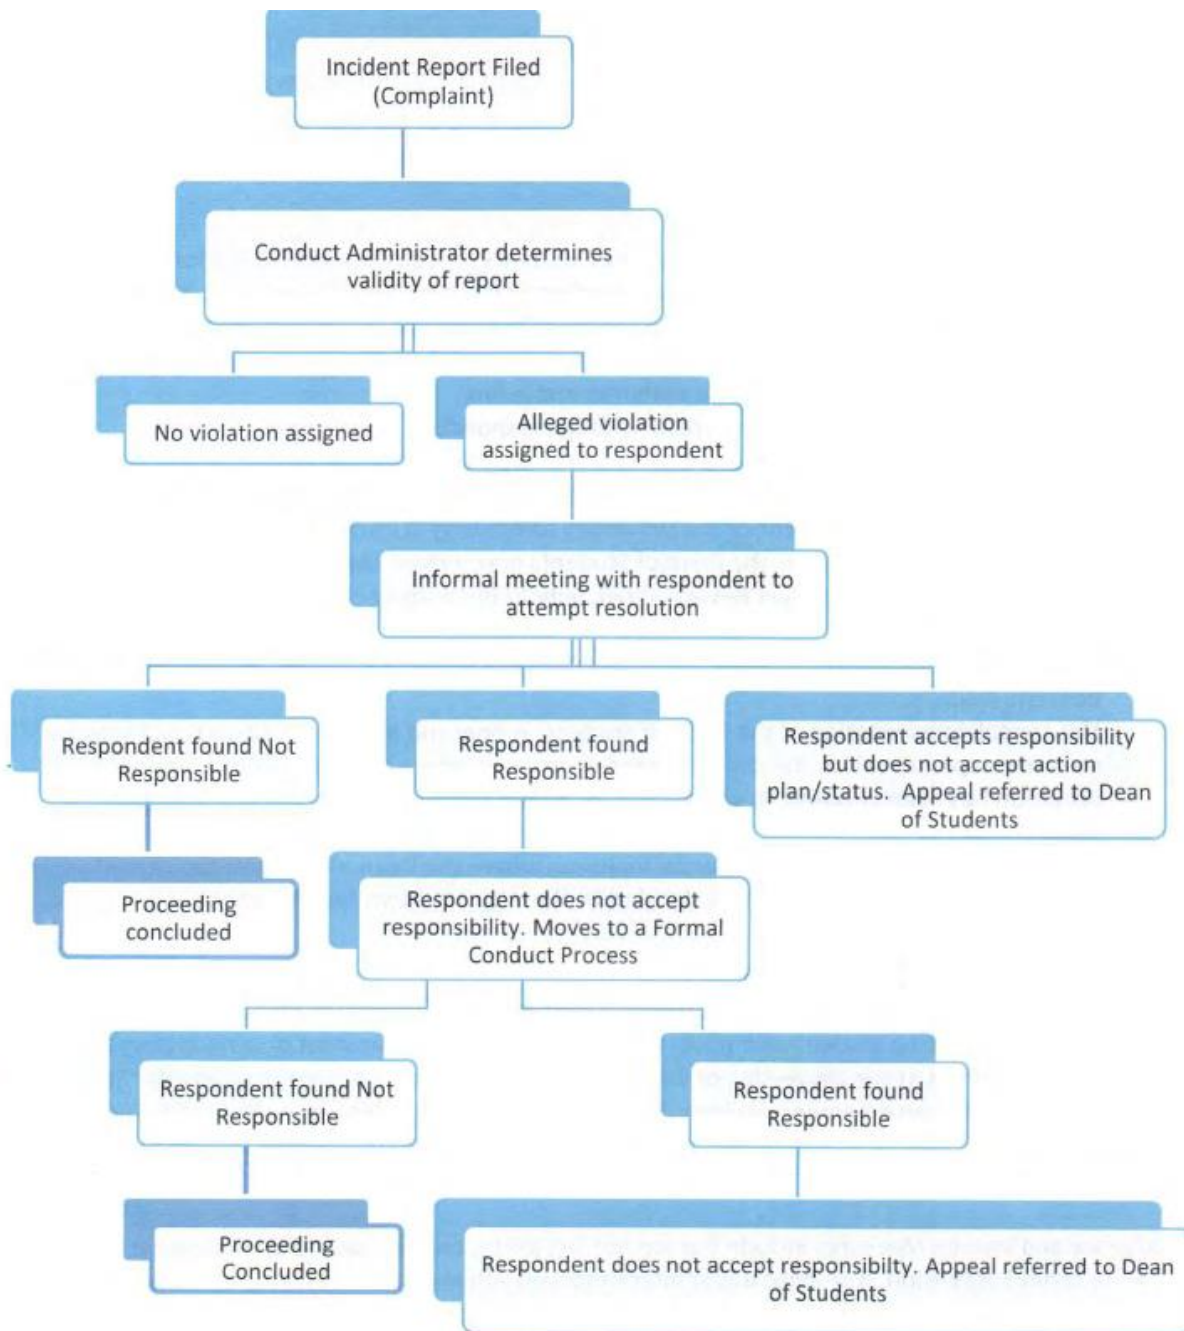 Incident Report Filed
(Complaint)
Conduct Administrator determines
validity of report
No violation assigned
Alleged violation
assigned to respondent
Informal meeting with respondent to
attempt resolution
Respondent found Not
Responsible
Respondent found
Responsible
Respondent accepts responsibility
but does not accept action
plan/status. Appeal referred to Dean
of Students
Proceeding
concluded
Respondent does not accept
responsibility. Moves to a Formal
Conduct Process
Respondent found Not
Responsible
Respondent found
Responsible
Proceeding
Concluded
Respondent does not accept responsibilty. Appeal referred to Dean
of Students